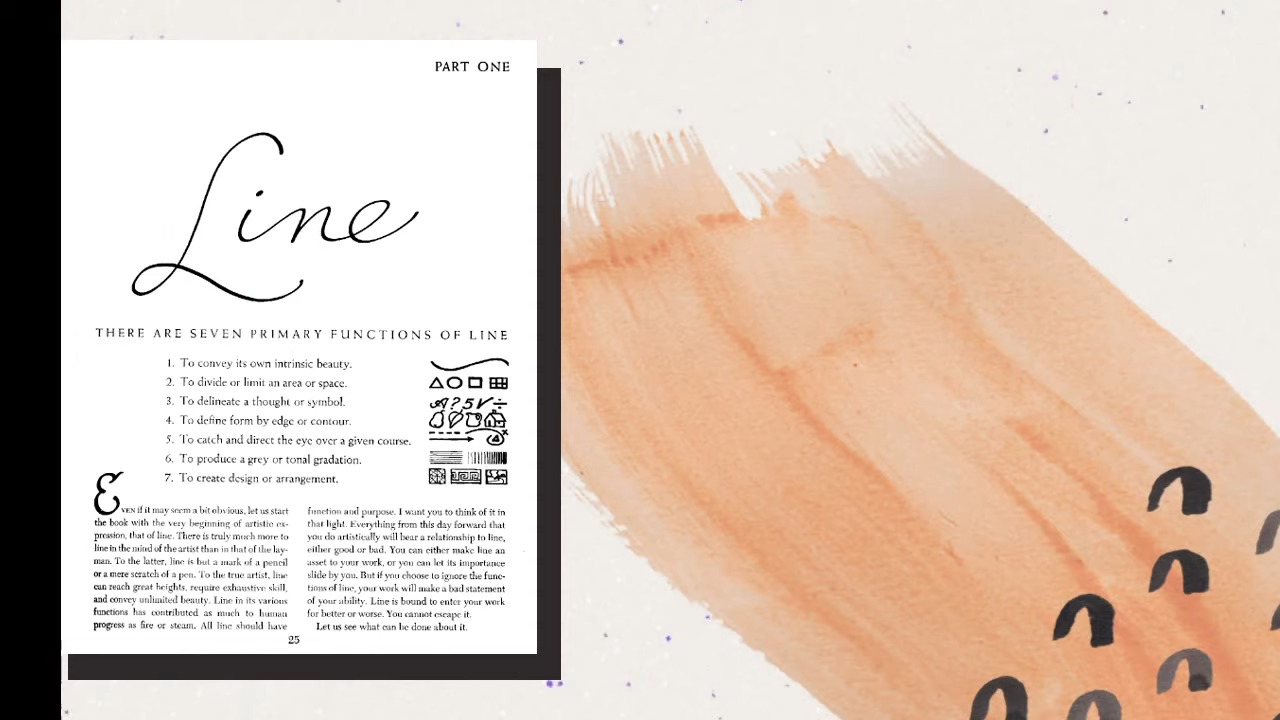 PART ONE
Line
THERE ARE SEVEN PRIMARY FUNCTIONS OF LINE
1. To convey its own intrinsic beauty.
2. To divide or limit an area or space.
3. To delineate a thought or symbol.
4. To define form by edge or contour.
5. To catch and direct the eye over a given course.
6. To produce a grey or tonal gradation.
7. To create design or arrangement.
EVEN if it may seem a bit obvious, let us start
the book with the very beginning of artistic ex-
pression, that of line. There is truly much more to
line in the mind of the artist than in that of the lay-
man. To the latter, line is but a mark of a pencil
or a mere scratch of a pen. To the true artist, line
can reach great heights, require exhaustive skill,
and convey unlimited beauty. Line in its various
functions has contributed as much to human
progress as fire or steam. All line should have
function and purpose. I want you to think of it in
that light. Everything from this day forward that
you do artistically will bear a relationship to line,
either good or bad. You can either make line an
asset to your work, or you can let its importance
slide by you. But if you choose to ignore the func-
tions of line, your work will make a bad statement
of your ability. Line is bound to enter your work
for better or worse. You cannot escape it.
Let us see what can be done about it.
25